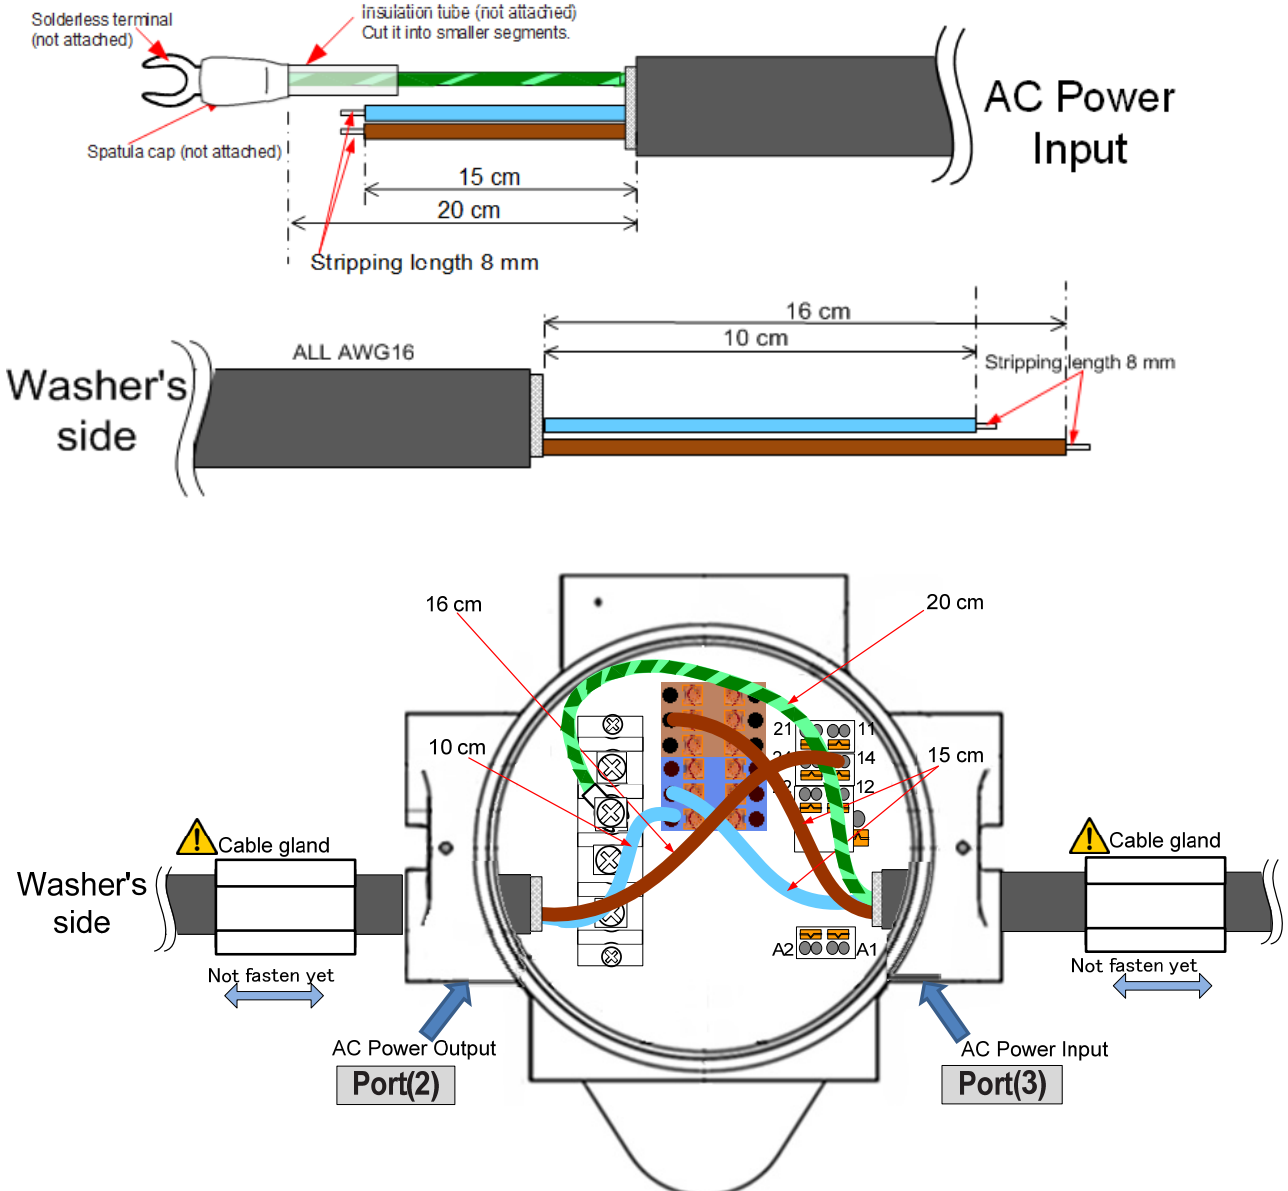 Solderless terminal
(not attached)
Insulation tube (not attached)
Cut it into smaller segments.
AC Power
Input
Spatula cap (not attached)
15 cm
20 cm
Stripping length 8 mm
16 cm
10 cm
ALL AWG16
Stripping length 8 mm
Washer's
side
16 cm
20 cm
21
11
10 cm
14
15 cm
12
Cable gland
Cable gland
Washer's
side
A2
A1
Not fasten yet
Not fasten yet
AC Power Output
AC Power Input
Port(2)
Port(3)